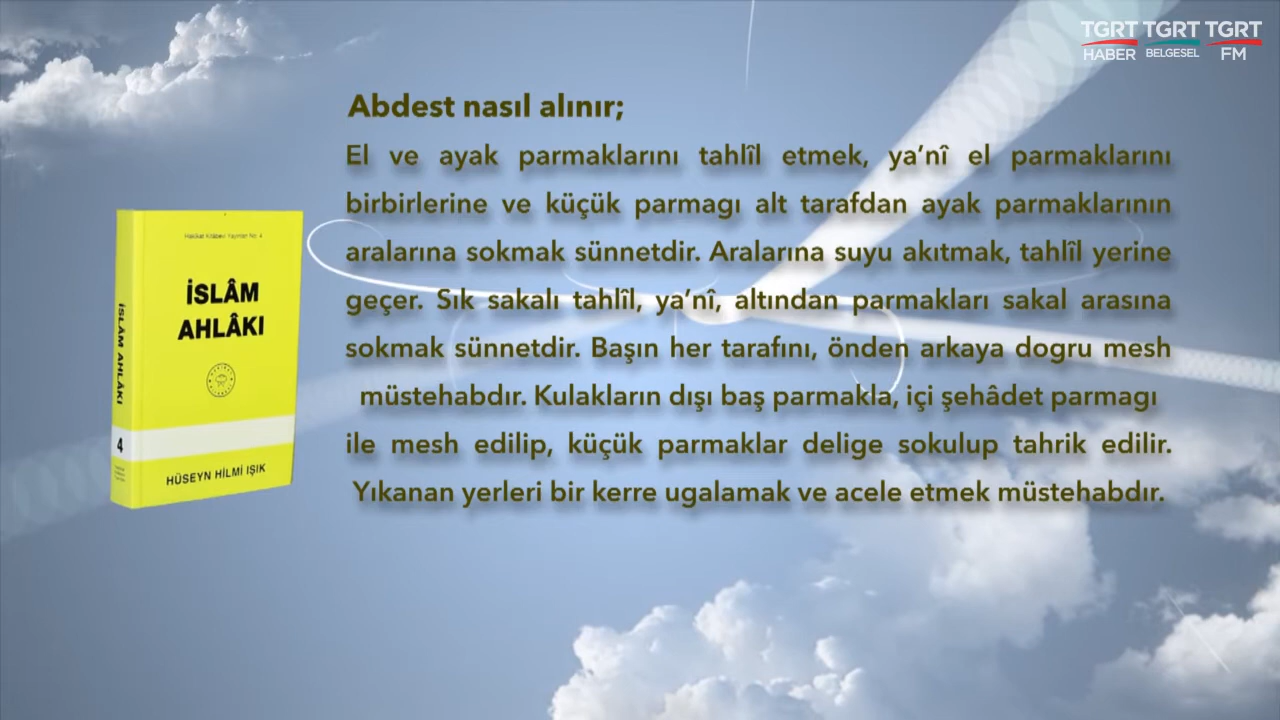 TGRT TGRT TGRT
HABER BELGESEL FM
Abdest nasıl alınır;
El ve ayak parmaklarını tahlîl etmek, ya’nî el parmaklarını
birbirlerine ve küçük parmagı alt tarafdan ayak parmaklarının
aralarına sokmak sünnetdir. Aralarına suyu akıtmak, tahlîl yerine
geçer. Sık sakalı tahlîl, ya’nî, altından parmakları sakal arasına
sokmak sünnetdir. Başın her tarafını, önden arkaya dogru mesh
müstehabdır. Kulakların dışı baş parmakla, içi şehâdet parmagı
ile mesh edilip, küçük parmaklar delige sokulup tahrik edilir.
Yıkanan yerleri bir kerre ugalamak ve acele etmek müstehabdır.
Hakîkat Kitâbevi Yayınları No: 4
İSLÂM
AHLÂKI
HÜSEYN HİLMİ IŞIK
İSLÂM AHLÂKI
4